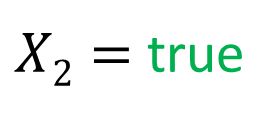 X₂ = true